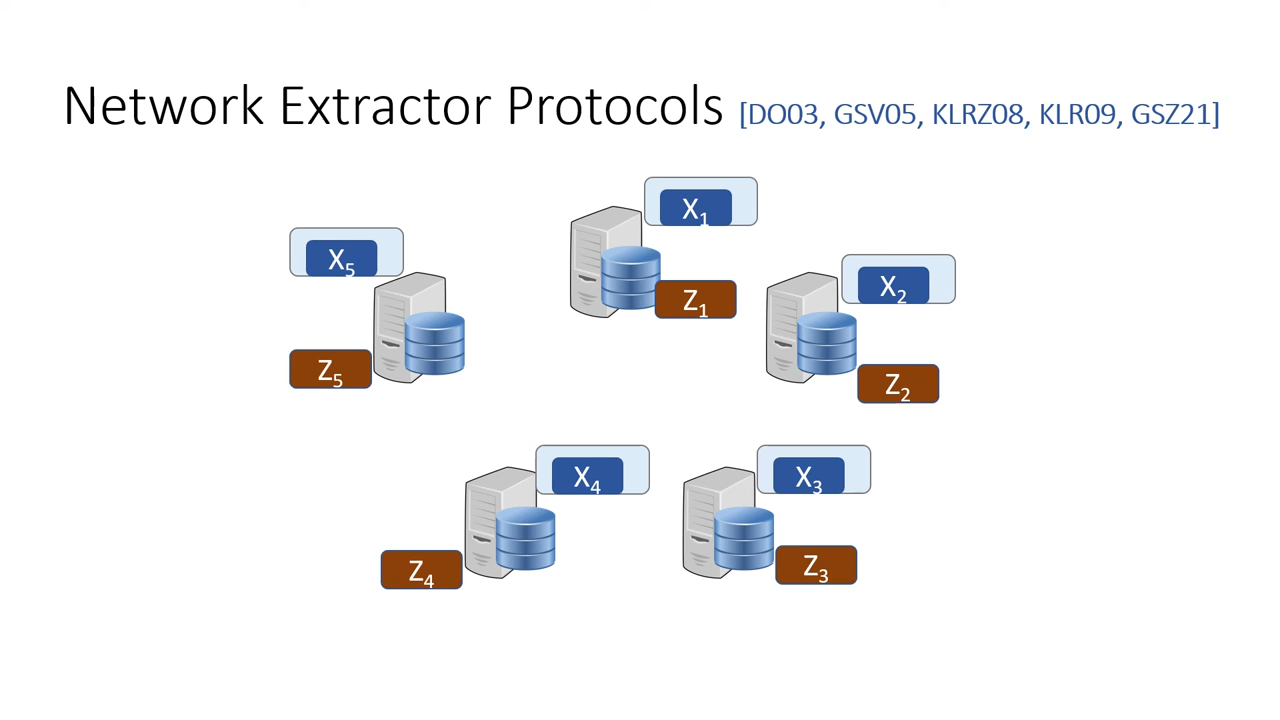 Network Extractor Protocols [DO03, GSV05, KLRZ08, KLR09, GSZ21]
X₁
X₅
X₂
Z₁
Z₅
Z₂
X₄
X₃
Z₄
Z₃